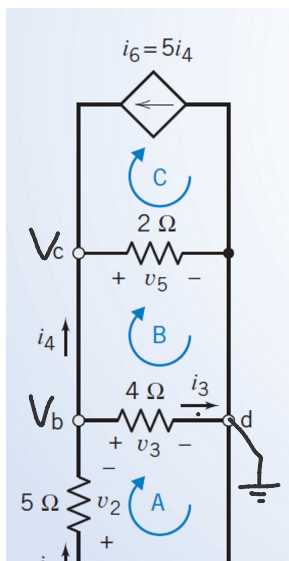 i₆ = 5i₄
C
2 Ω
Vc
+ v₅ −
i₄
B
4 Ω
i₃
Vb
d
+ v₃ −
−
5 Ω
v₂
A
+